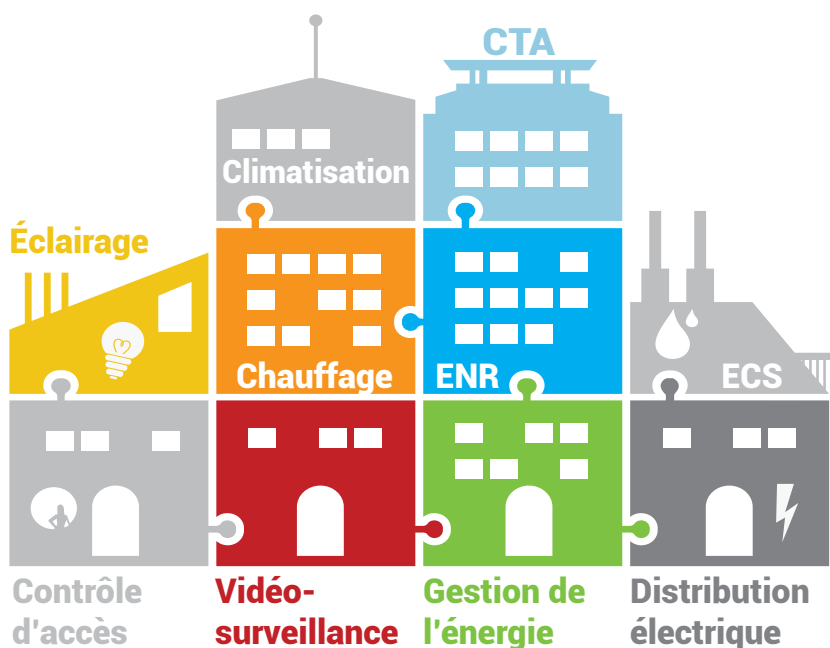 CTA
Climatisation
Éclairage
Chauffage
ENR
ECS
Contrôle
d'accès
Vidéo-
surveillance
Gestion de
l'énergie
Distribution
électrique